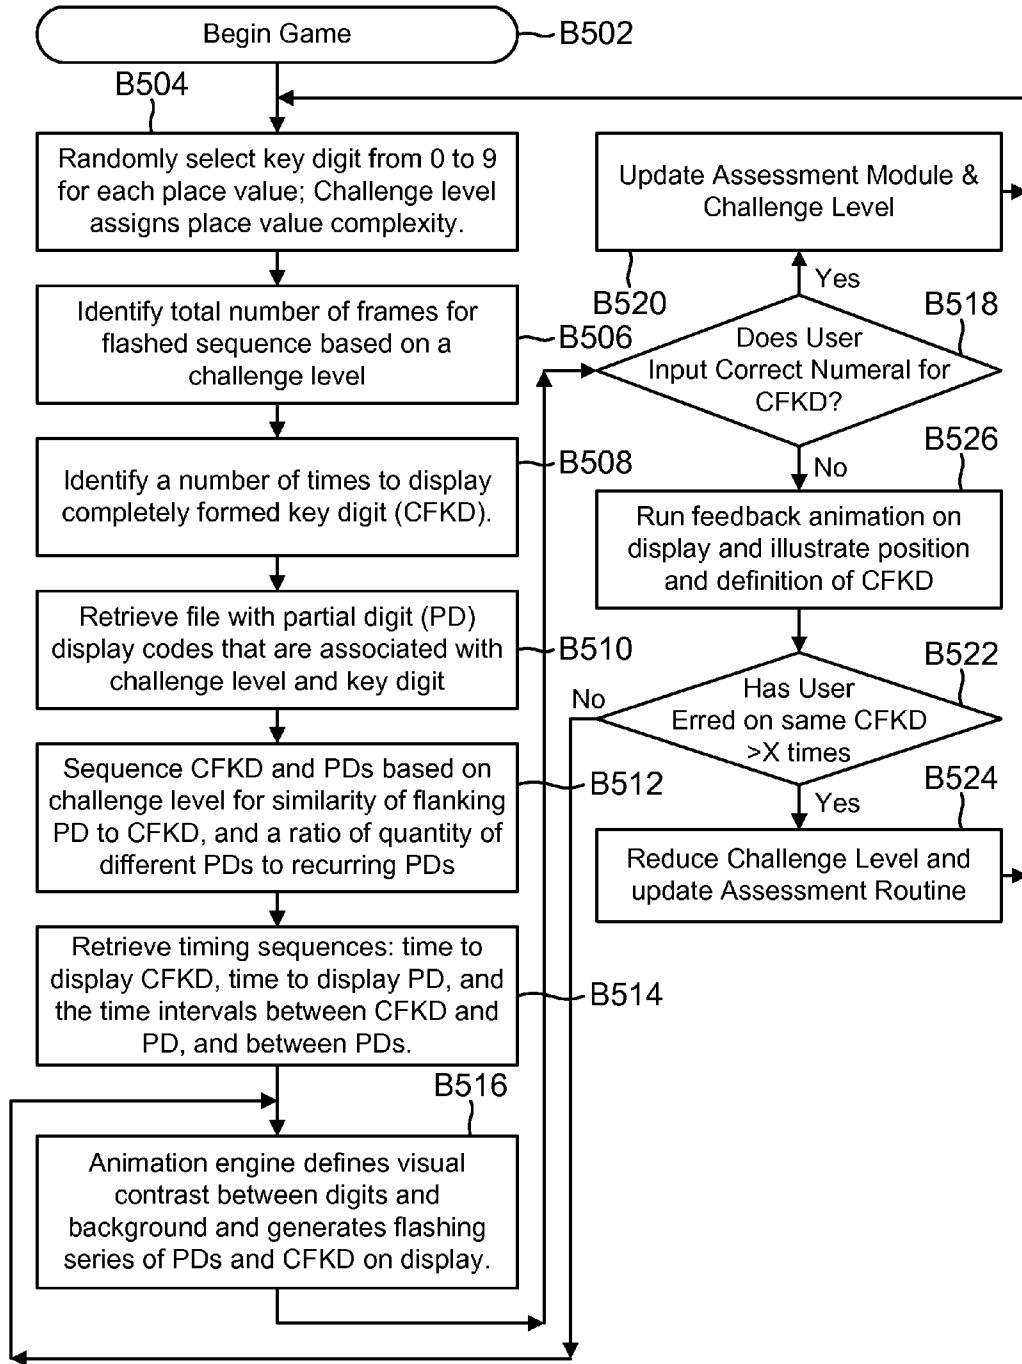 Begin Game
B502
B504
Randomly select key digit from 0 to 9
for each place value; Challenge level
assigns place value complexity.
Identify total number of frames for
flashed sequence based on a
challenge level
B506
Identify a number of times to display
completely formed key digit (CFKD).
B508
Retrieve file with partial digit (PD)
display codes that are associated with
challenge level and key digit
B510
Sequence CFKD and PDs based on
challenge level for similarity of flanking
PD to CFKD, and a ratio of quantity of
different PDs to recurring PDs
B512
Retrieve timing sequences: time to
display CFKD, time to display PD, and
the time intervals between CFKD and
PD, and between PDs.
B514
B516
Animation engine defines visual
contrast between digits and
background and generates flashing
series of PDs and CFKD on display.
Update Assessment Module &
Challenge Level
B520
Yes
B518
Does User
Input Correct Numeral for
CFKD?
No
B526
Run feedback animation on
display and illustrate position
and definition of CFKD
B522
No
Has User
Erred on same CFKD
>X times
Yes
B524
Reduce Challenge Level and
update Assessment Routine